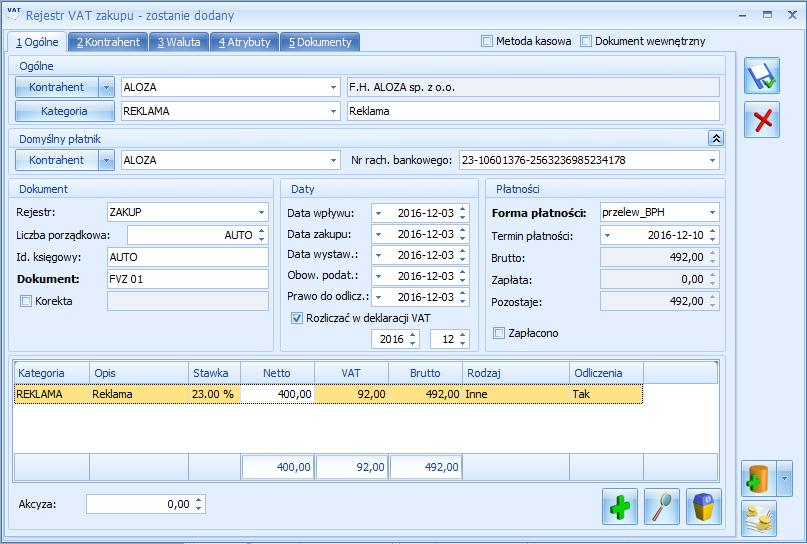 VAT Rejestr VAT zakupu - zostanie dodany
1 Ogólne 2 Kontrahent 3 Waluta 4 Atrybuty 5 Dokumenty Metoda kasowa Dokument wewnętrzny
Ogólne
Kontrahent ALOZA F.H. ALOZA sp. z o.o.
Kategoria REKLAMA Reklama
Domyślny płatnik
Kontrahent ALOZA Nr rach. bankowego: 23-10601376-2563236985234178
Dokument
Rejestr: ZAKUP
Liczba porządkowa: AUTO
Id. księgowy: AUTO
Dokument: FVZ 01
Korekta
Daty
Data wpływu: 2016-12-03
Data zakupu: 2016-12-03
Data wystaw.: 2016-12-03
Obow. podat.: 2016-12-03
Prawo do odlicz.: 2016-12-03
Rozliczać w deklaracji VAT
2016 12
Płatności
Forma płatności: przelew_BPH
Termin płatności: 2016-12-10
Brutto: 492,00
Zapłata: 0,00
Pozostaje: 492,00
Zapłacono
Kategoria Opis Stawka Netto VAT Brutto Rodzaj Odliczenia
REKLAMA Reklama 23.00 % 400,00 92,00 492,00 Inne Tak
400,00 92,00 492,00
Akcyza: 0,00